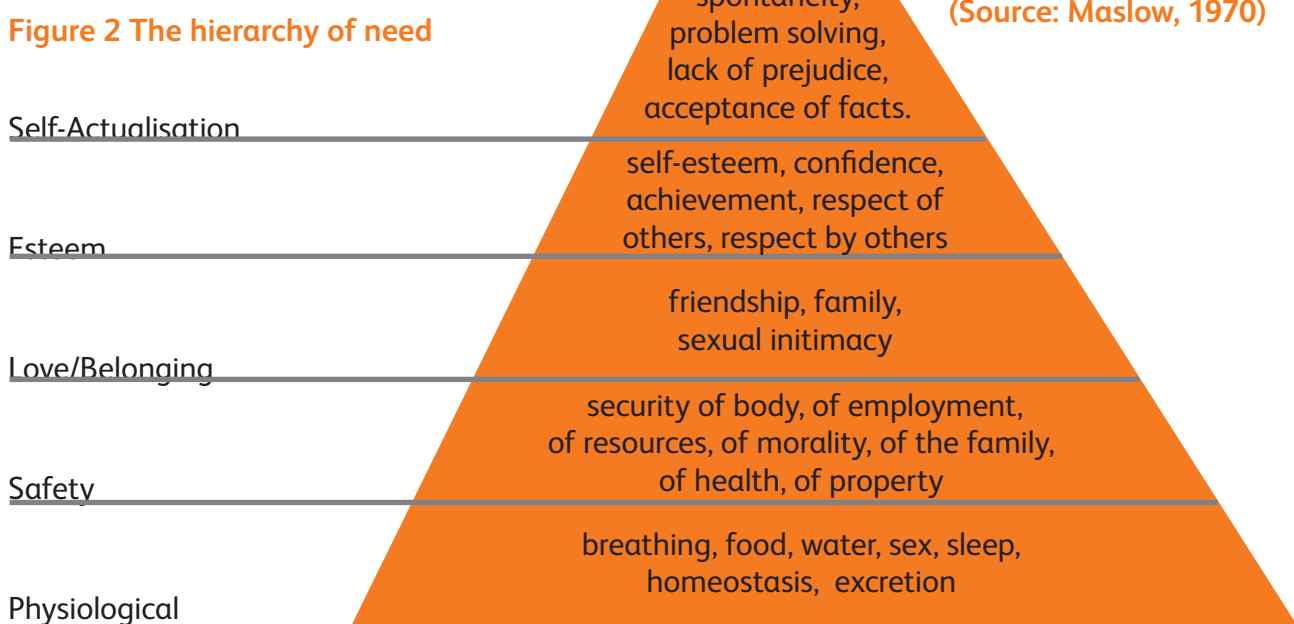 spontaneity,
(Source: Maslow, 1970)
Figure 2 The hierarchy of need
problem solving,
lack of prejudice,
acceptance of facts.
Self-Actualisation
self-esteem, confidence,
achievement, respect of
others, respect by others
Esteem
friendship, family,
sexual initimacy
Love/Belonging
security of body, of employment,
of resources, of morality, of the family,
of health, of property
Safety
breathing, food, water, sex, sleep,
homeostasis, excretion
Physiological